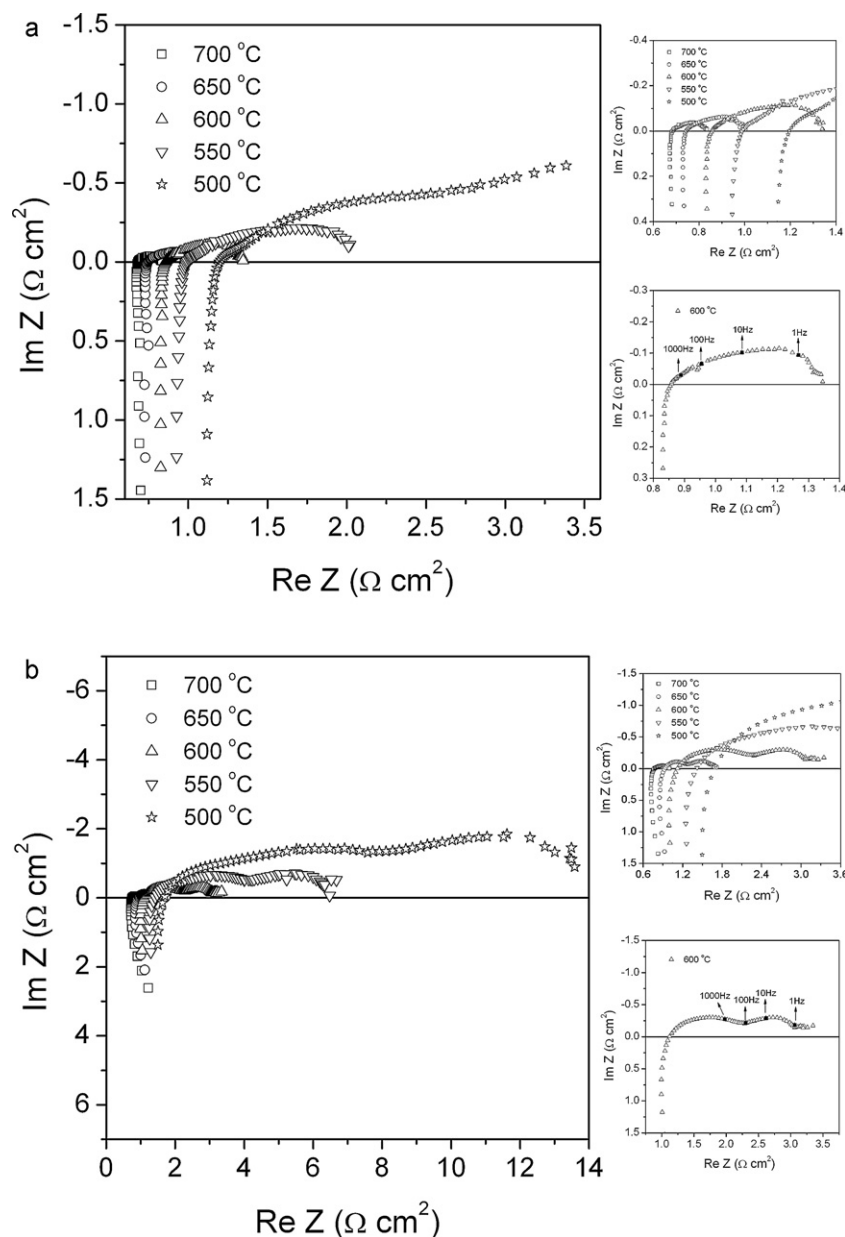 a
-1.5
-1.0
-0.5
0.0
0.5
1.0
1.5
Im Z (Ω cm²)
700 °C
650 °C
600 °C
550 °C
500 °C
1.0 1.5 2.0 2.5 3.0 3.5
Re Z (Ω cm²)
-0.4
-0.2
0.0
0.2
0.4
Im Z (Ω cm²)
700 °C
650 °C
600 °C
550 °C
500 °C
0.6 0.8 1.0 1.2 1.4
Re Z (Ω cm²)
-0.3
-0.2
-0.1
0.0
0.1
0.2
0.3
Im Z (Ω cm²)
600 °C
1000Hz 100Hz 10Hz 1Hz
0.8 0.9 1.0 1.1 1.2 1.3 1.4
Re Z (Ω cm²)
b
-6
-4
-2
0
2
4
6
Im Z (Ω cm²)
700 °C
650 °C
600 °C
550 °C
500 °C
2 4 6 8 10 12 14
Re Z (Ω cm²)
-1.5
-1.0
-0.5
0.0
0.5
1.0
1.5
Im Z (Ω cm²)
700 °C
650 °C
600 °C
550 °C
500 °C
0.6 1.2 1.8 2.4 3.0 3.6
Re Z (Ω cm²)
-1.5
-1.0
-0.5
0.0
0.5
1.0
1.5
Im Z (Ω cm²)
600 °C
1000Hz 100Hz 10Hz 1Hz
1.0 1.5 2.0 2.5 3.0 3.5
Re Z (Ω cm²)